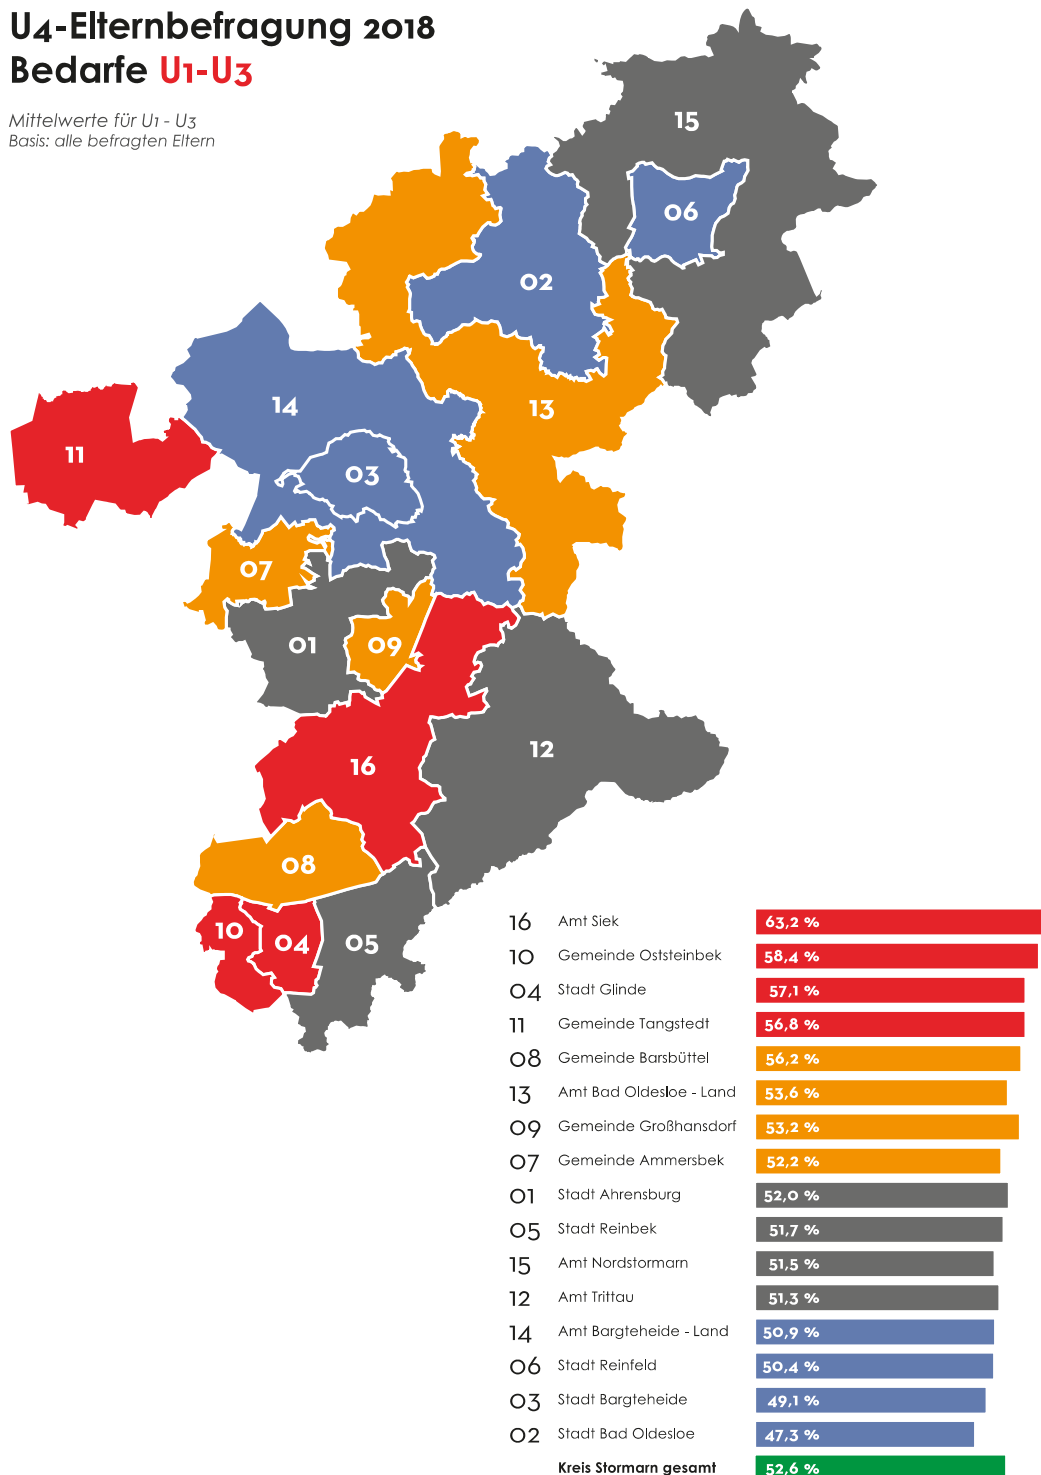 U4-Elternbefragung 2018
Bedarfe U1-U3
Mittelwerte für U1 - U3
Basis: alle befragten Eltern
15
06
02
14
13
11
03
07
01
09
12
16
08
10
04
05
16 Amt Siek 63,2 %
10 Gemeinde Oststeinbek 58,4 %
04 Stadt Glinde 57,1 %
11 Gemeinde Tangstedt 56,8 %
08 Gemeinde Barsbüttel 56,2 %
13 Amt Bad Oldesloe - Land 53,6 %
09 Gemeinde Großhansdorf 53,2 %
07 Gemeinde Ammersbek 52,2 %
01 Stadt Ahrensburg 52,0 %
05 Stadt Reinbek 51,7 %
15 Amt Nordstormarn 51,5 %
12 Amt Trittau 51,3 %
14 Amt Bargteheide - Land 50,9 %
06 Stadt Reinfeld 50,4 %
03 Stadt Bargteheide 49,1 %
02 Stadt Bad Oldesloe 47,3 %
Kreis Stormarn gesamt 52,6 %